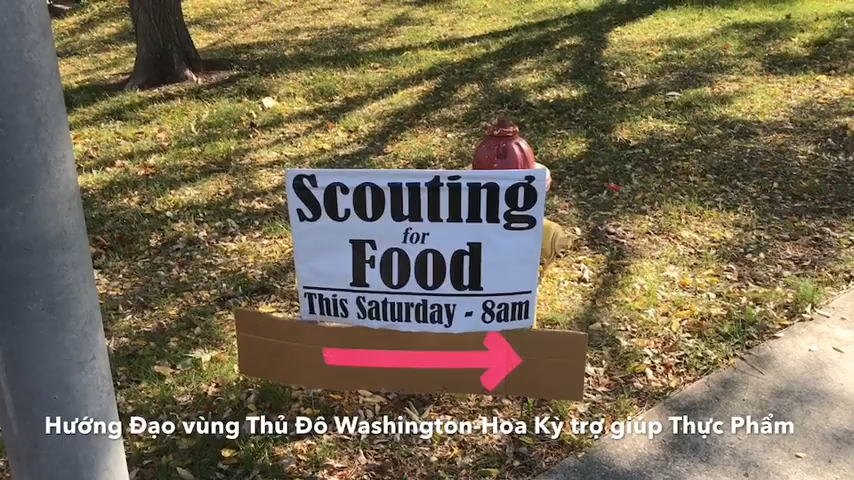 Scouting
for
Food
This Saturday - 8am
Hướng Đạo vùng Thủ Đô Washington-Hoa Kỳ trợ giúp Thực Phẩm